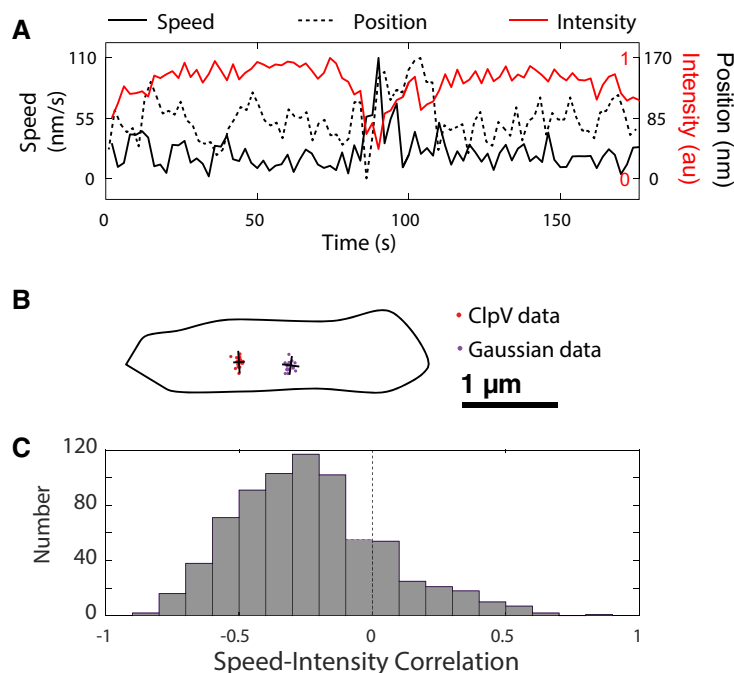 Speed Position Intensity
A
110 1 170
55 85
0 0 0
Speed
(nm/s)
Intensity (au)
Position (nm)
0 50 100 150
Time (s)
B
ClpV data
Gaussian data
1 µm
C
120
80
40
0
Number
-1 -0.5 0 0.5 1
Speed-Intensity Correlation